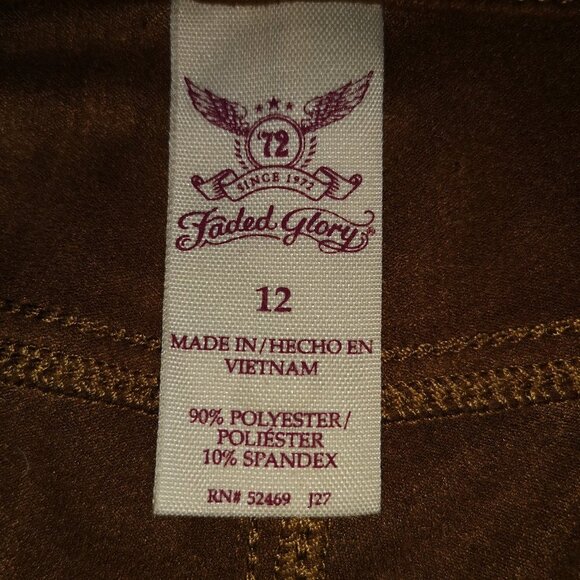 '72
SINCE 1972
Faded Glory®
12
MADE IN/HECHO EN
VIETNAM
90% POLYESTER/
POLIÉSTER
10% SPANDEX
RN# 52469 J27